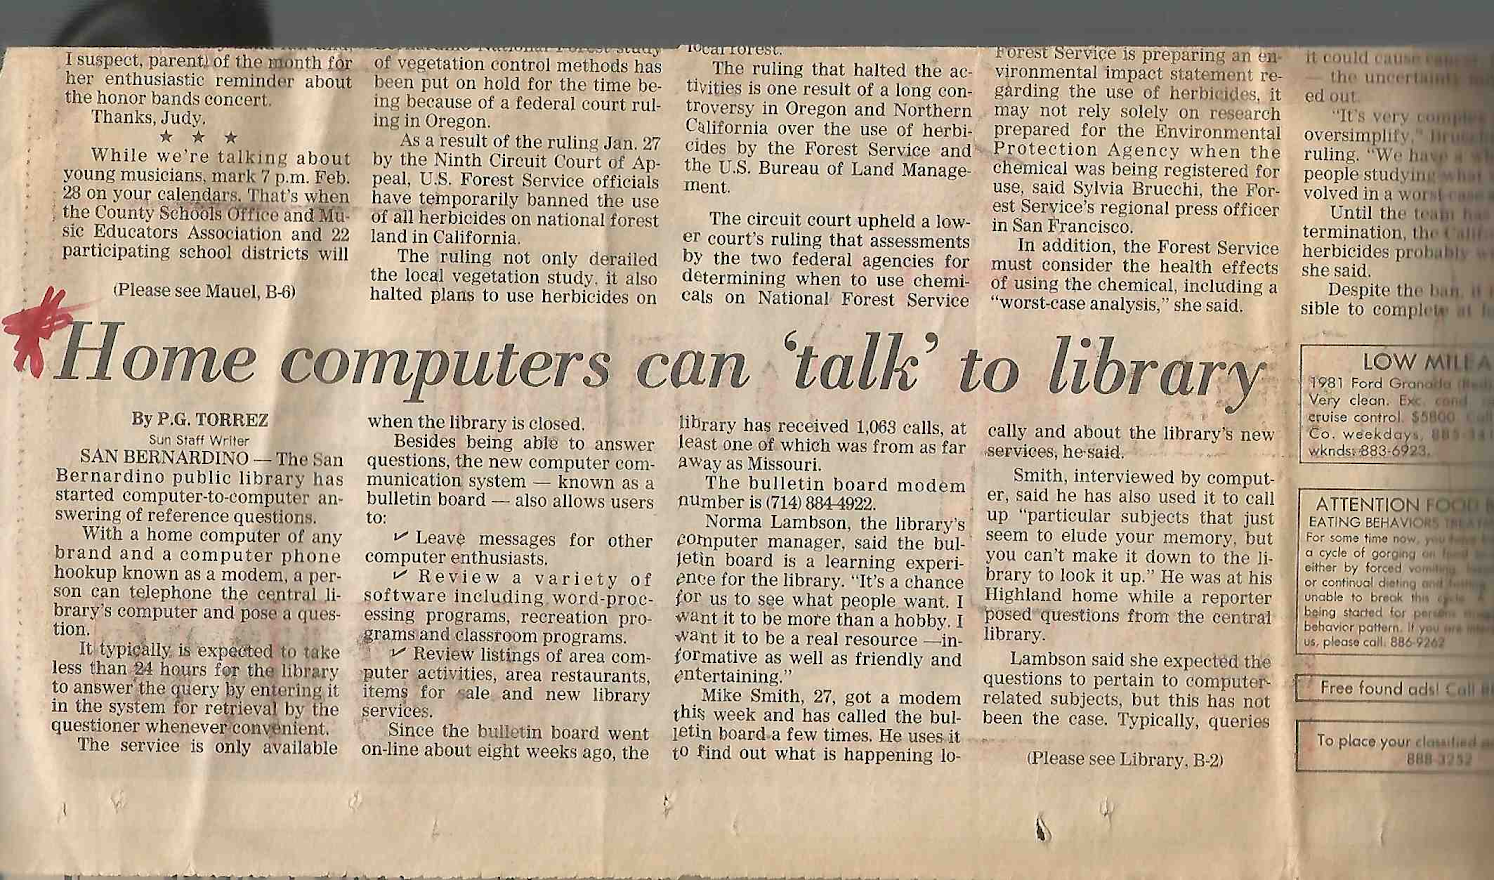 I suspect, parent) of the month for
her enthusiastic reminder about
the honor bands concert.
Thanks, Judy.
★ ★ ★
While we're talking about
young musicians, mark 7 p.m. Feb.
28 on your calendars. That's when
the County Schools Office and Mu-
sic Educators Association and 22
participating school districts will
(Please see Mauel, B-6)
National Forest study
of vegetation control methods has
been put on hold for the time be-
ing because of a federal court rul-
ing in Oregon.
As a result of the ruling Jan. 27
by the Ninth Circuit Court of Ap-
peal, U.S. Forest Service officials
have temporarily banned the use
of all herbicides on national forest
land in California.
The ruling not only derailed
the local vegetation study, it also
halted plans to use herbicides on
local forest.
The ruling that halted the ac-
tivities is one result of a long con-
troversy in Oregon and Northern
California over the use of herbi-
cides by the Forest Service and
the U.S. Bureau of Land Manage-
ment.
The circuit court upheld a low-
er court's ruling that assessments
by the two federal agencies for
determining when to use chemi-
cals on National Forest Service
Forest Service is preparing an en-
vironmental impact statement re-
garding the use of herbicides, it
may not rely solely on research
prepared for the Environmental
Protection Agency when the
chemical was being registered for
use, said Sylvia Brucchi, the For-
est Service's regional press officer
in San Francisco.
In addition, the Forest Service
must consider the health effects
of using the chemical, including a
"worst-case analysis," she said.
it could cause
— the uncertaint
ed out.
"It's very
oversimplify,"
ruling. "We have a
people studying what
volved in a worst-case
Until the team has
termination, the
herbicides probably
she said.
Despite the ban, it
sible to complete at
Home computers can 'talk' to library
By P.G. TORREZ
Sun Staff Writer
SAN BERNARDINO — The San
Bernardino public library has
started computer-to-computer an-
swering of reference questions.
With a home computer of any
brand and a computer phone
hookup known as a modem, a per-
son can telephone the central li-
brary's computer and pose a ques-
tion.
It typically is expected to take
less than 24 hours for the library
to answer the query by entering it
in the system for retrieval by the
questioner whenever convenient.
The service is only available
when the library is closed.
Besides being able to answer
questions, the new computer com-
munication system — known as a
bulletin board — also allows users
to:
✓ Leave messages for other
computer enthusiasts.
✓ Review a variety of
software including word-proc-
essing programs, recreation pro-
grams and classroom programs.
✓ Review listings of area com-
puter activities, area restaurants,
items for sale and new library
services.
Since the bulletin board went
on-line about eight weeks ago, the
library has received 1,063 calls, at
least one of which was from as far
away as Missouri.
The bulletin board modem
number is (714) 884-4922.
Norma Lambson, the library's
computer manager, said the bul-
letin board is a learning experi-
ence for the library. "It's a chance
for us to see what people want. I
want it to be more than a hobby. I
want it to be a real resource —in-
formative as well as friendly and
entertaining."
Mike Smith, 27, got a modem
this week and has called the bul-
letin board a few times. He uses it
to find out what is happening lo-
cally and about the library's new
services, he said.
Smith, interviewed by comput-
er, said he has also used it to call
up "particular subjects that just
seem to elude your memory, but
you can't make it down to the li-
brary to look it up." He was at his
Highland home while a reporter
posed questions from the central
library.
Lambson said she expected the
questions to pertain to computer-
related subjects, but this has not
been the case. Typically, queries
(Please see Library, B-2)
LOW MILEA
1981 Ford Granada
Very clean. Exc. cond
cruise control. $5800
Co. weekdays,
wknds: 883-6923.
ATTENTION FOOD
EATING BEHAVIORS
For some time now, you
a cycle of gorging on
either by forced vomiting
or continual dieting and
unable to break this cycle
being started for persons
behavior pattern. If you are
us, please call: 886-9262
Free found ads! Call
To place your classified
888-3252